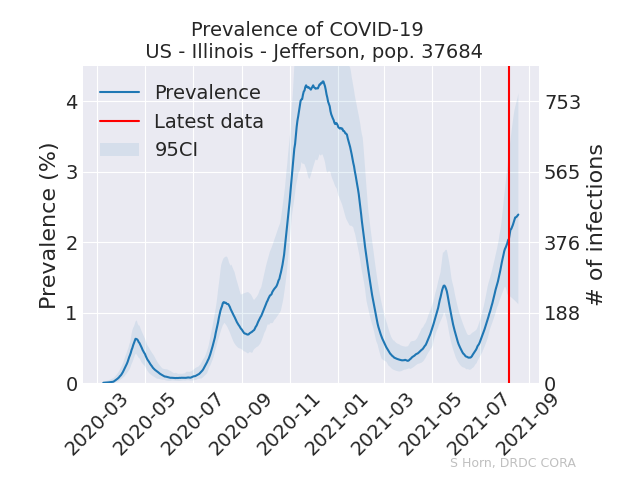 Prevalence of COVID-19
US - Illinois - Jefferson, pop. 37684
Prevalence
Latest data
95CI
Prevalence (%)
4
3
2
1
0
753
565
376
188
0
# of infections
2020-03
2020-05
2020-07
2020-09
2020-11
2021-01
2021-03
2021-05
2021-07
2021-09
S Horn, DRDC CORA